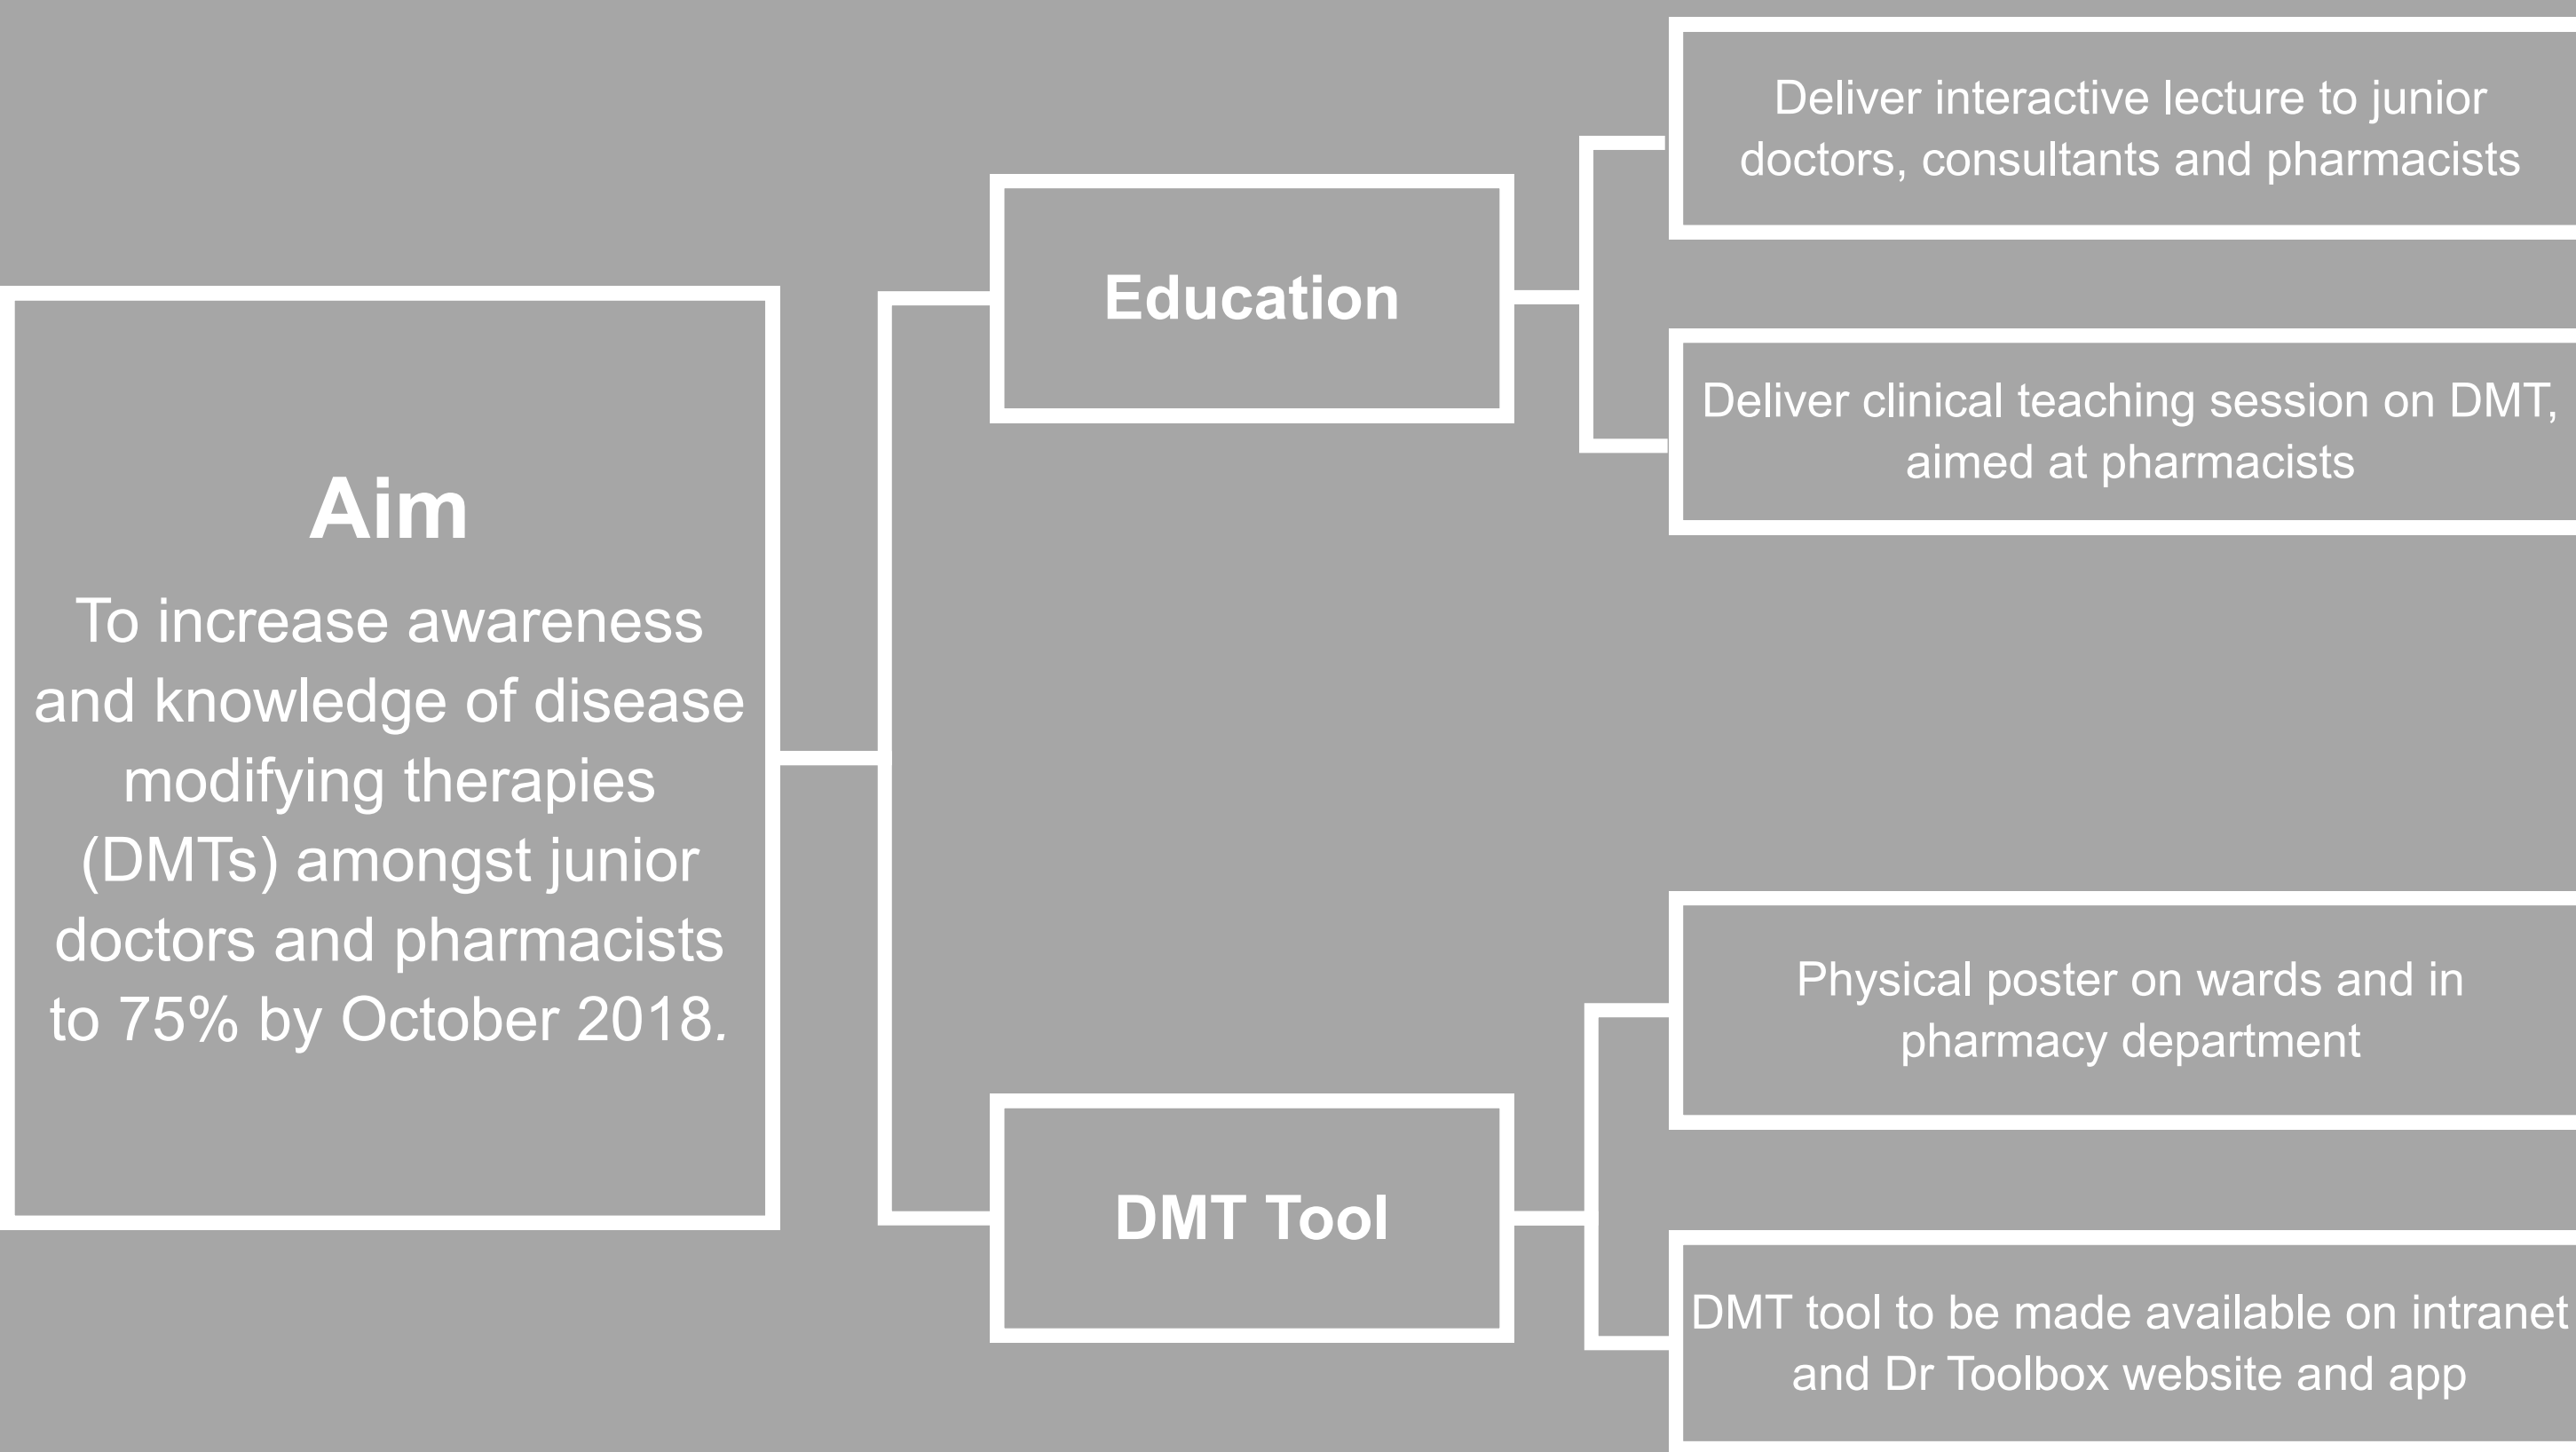 Aim
To increase awareness
and knowledge of disease
modifying therapies
(DMTs) amongst junior
doctors and pharmacists
to 75% by October 2018.
Education
Deliver interactive lecture to junior
doctors, consultants and pharmacists
Deliver clinical teaching session on DMT,
aimed at pharmacists
DMT Tool
Physical poster on wards and in
pharmacy department
DMT tool to be made available on intranet
and Dr Toolbox website and app